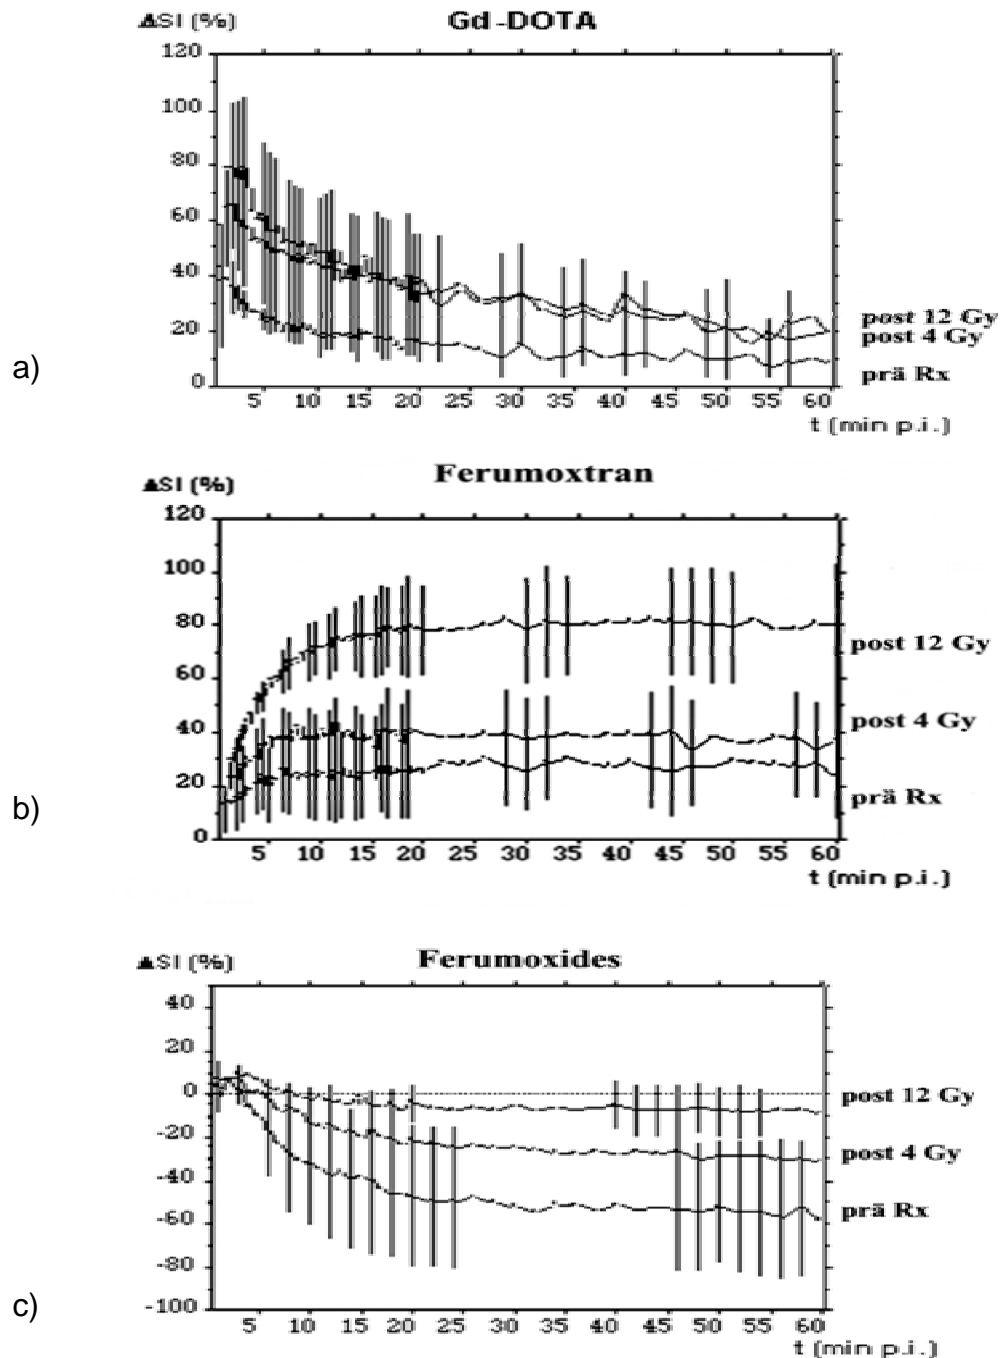 ΔSI (%) Gd-DOTA
120
100
80
60
40
20
0
post 12 Gy
post 4 Gy
prä Rx
a)
5 10 15 20 25 30 35 40 45 50 55 60
t (min p.i.)
ΔSI (%) Ferumoxtran
120
100
80
60
40
20
0
post 12 Gy
post 4 Gy
prä Rx
b)
5 10 15 20 25 30 35 40 45 50 55 60
t (min p.i.)
ΔSI (%) Ferumoxides
40
20
0
-20
-40
-60
-80
-100
post 12 Gy
post 4 Gy
prä Rx
c)
5 10 15 20 25 30 35 40 45 50 55 60
t (min p.i.)